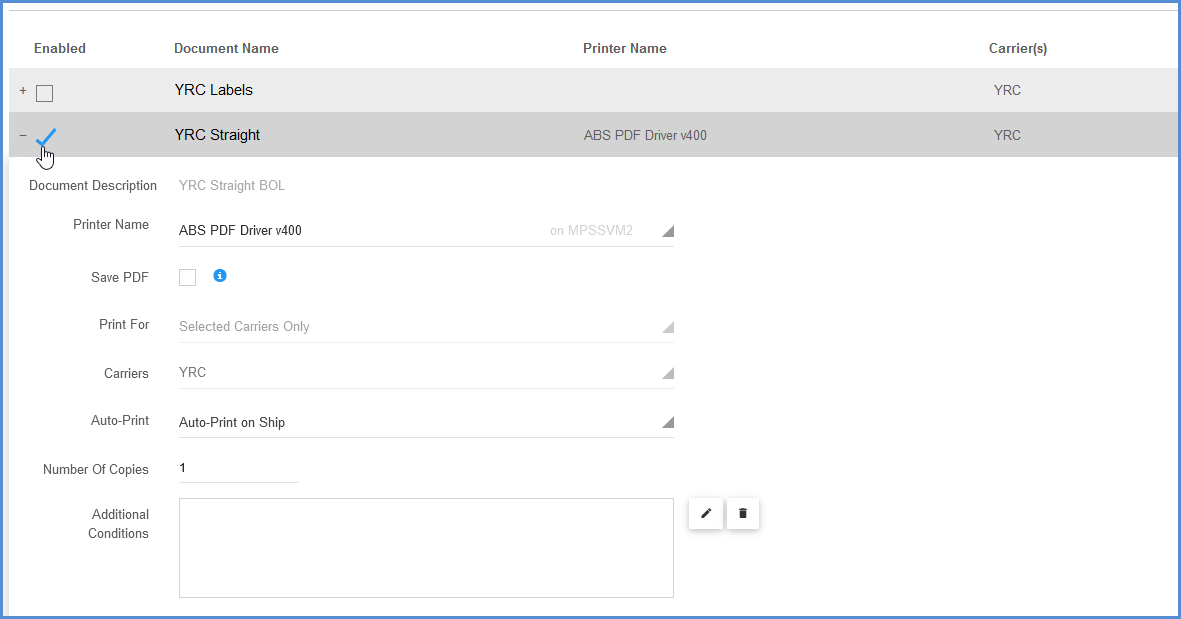 Enabled Document Name Printer Name Carrier(s)
+ YRC Labels YRC
− YRC Straight ABS PDF Driver v400 YRC
Document Description YRC Straight BOL
Printer Name ABS PDF Driver v400 on MPSSVM2
Save PDF
Print For Selected Carriers Only
Carriers YRC
Auto-Print Auto-Print on Ship
Number Of Copies 1
Additional
Conditions